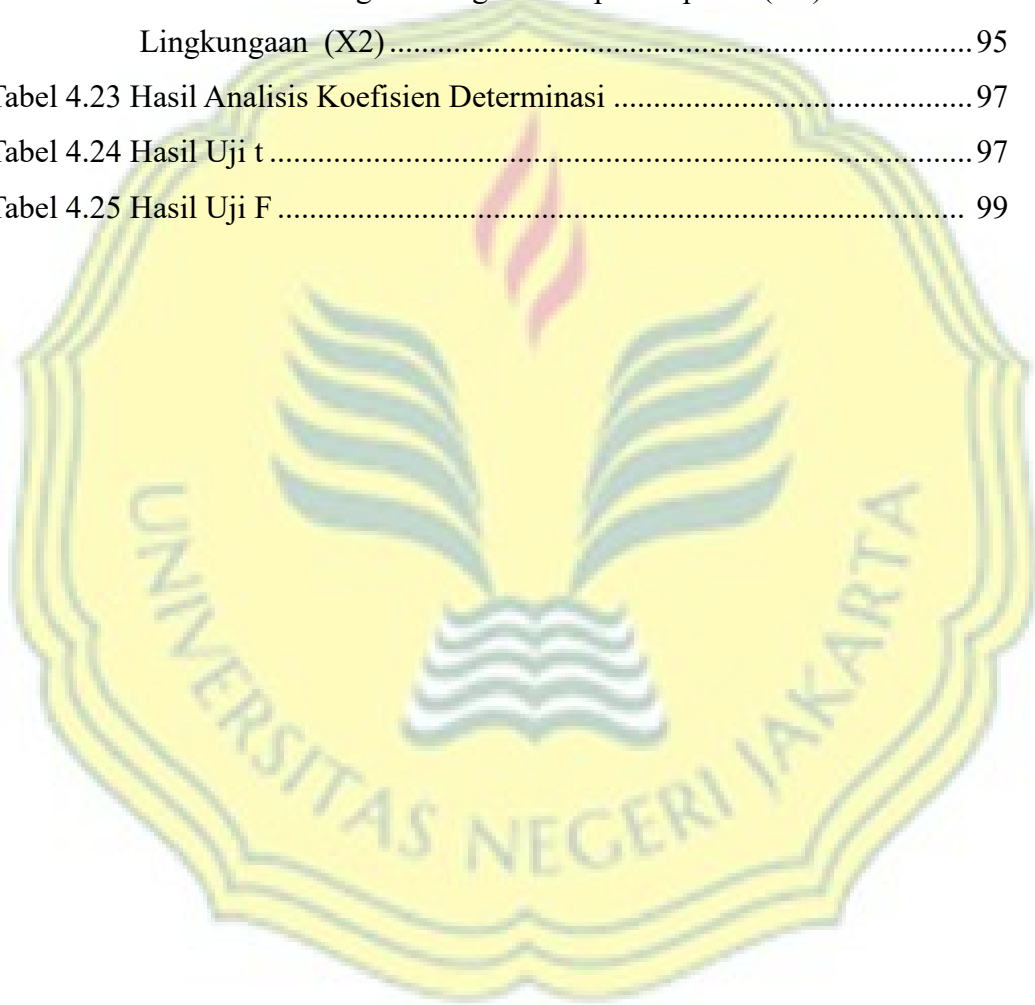 Lingkungaan (X2)........................................................................ 95
Tabel 4.23 Hasil Analisis Koefisien Determinasi ............................................ 97
Tabel 4.24 Hasil Uji t ...................................................................................... 97
Tabel 4.25 Hasil Uji F ..................................................................................... 99
UNIVERSITAS NEGERI JAKARTA